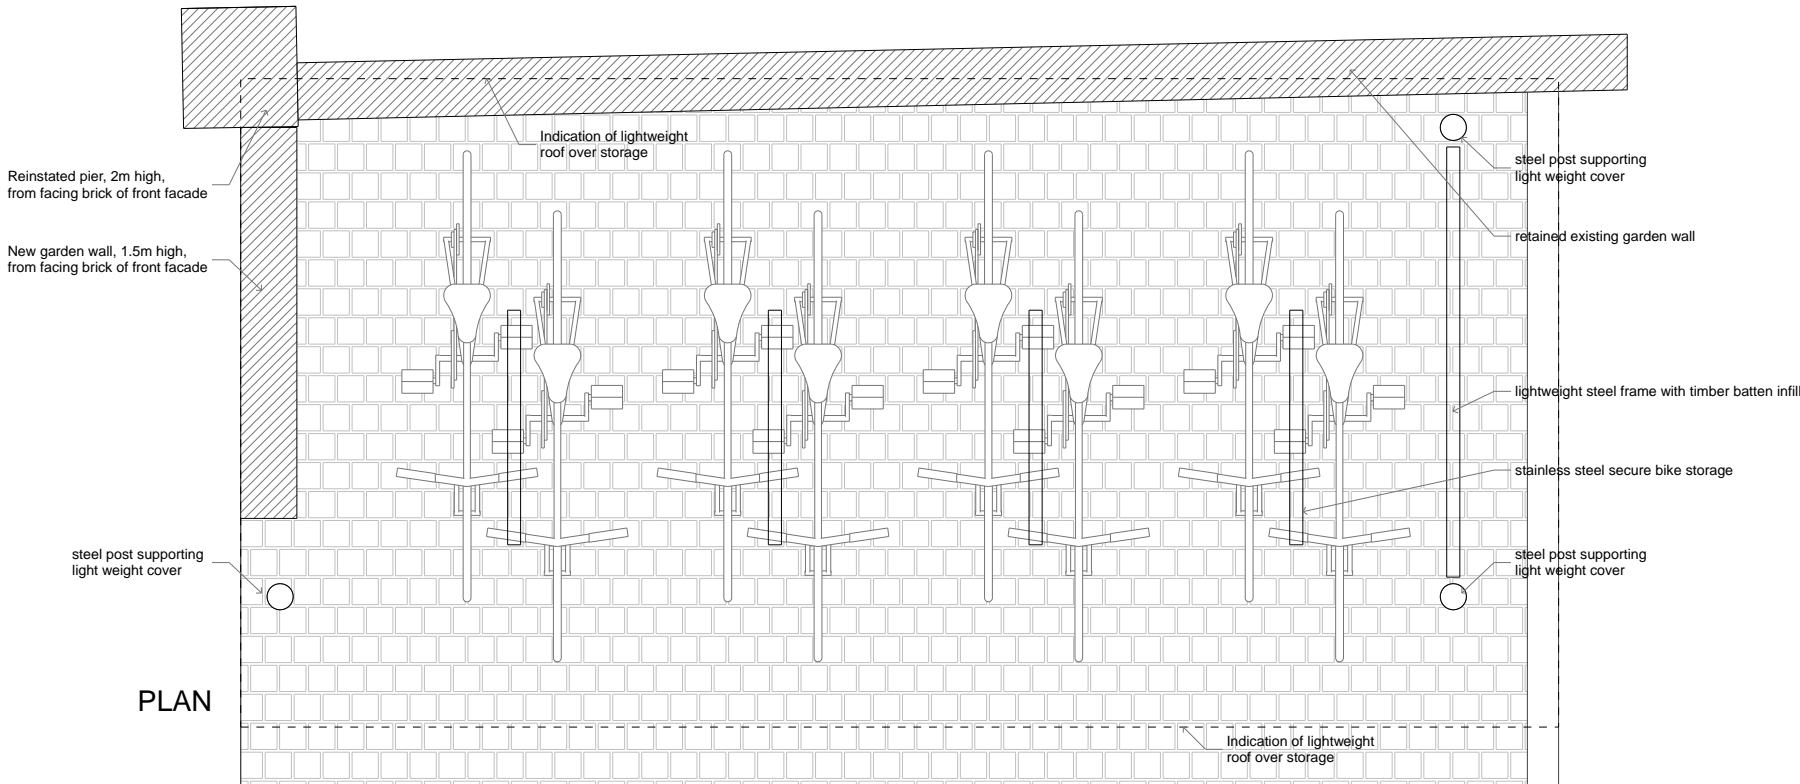 Indication of lightweight
roof over storage
Reinstated pier, 2m high,
from facing brick of front facade
New garden wall, 1.5m high,
from facing brick of front facade
steel post supporting
light weight cover
retained existing garden wall
lightweight steel frame with timber batten infill
stainless steel secure bike storage
steel post supporting
light weight cover
steel post supporting
light weight cover
PLAN
Indication of lightweight
roof over storage